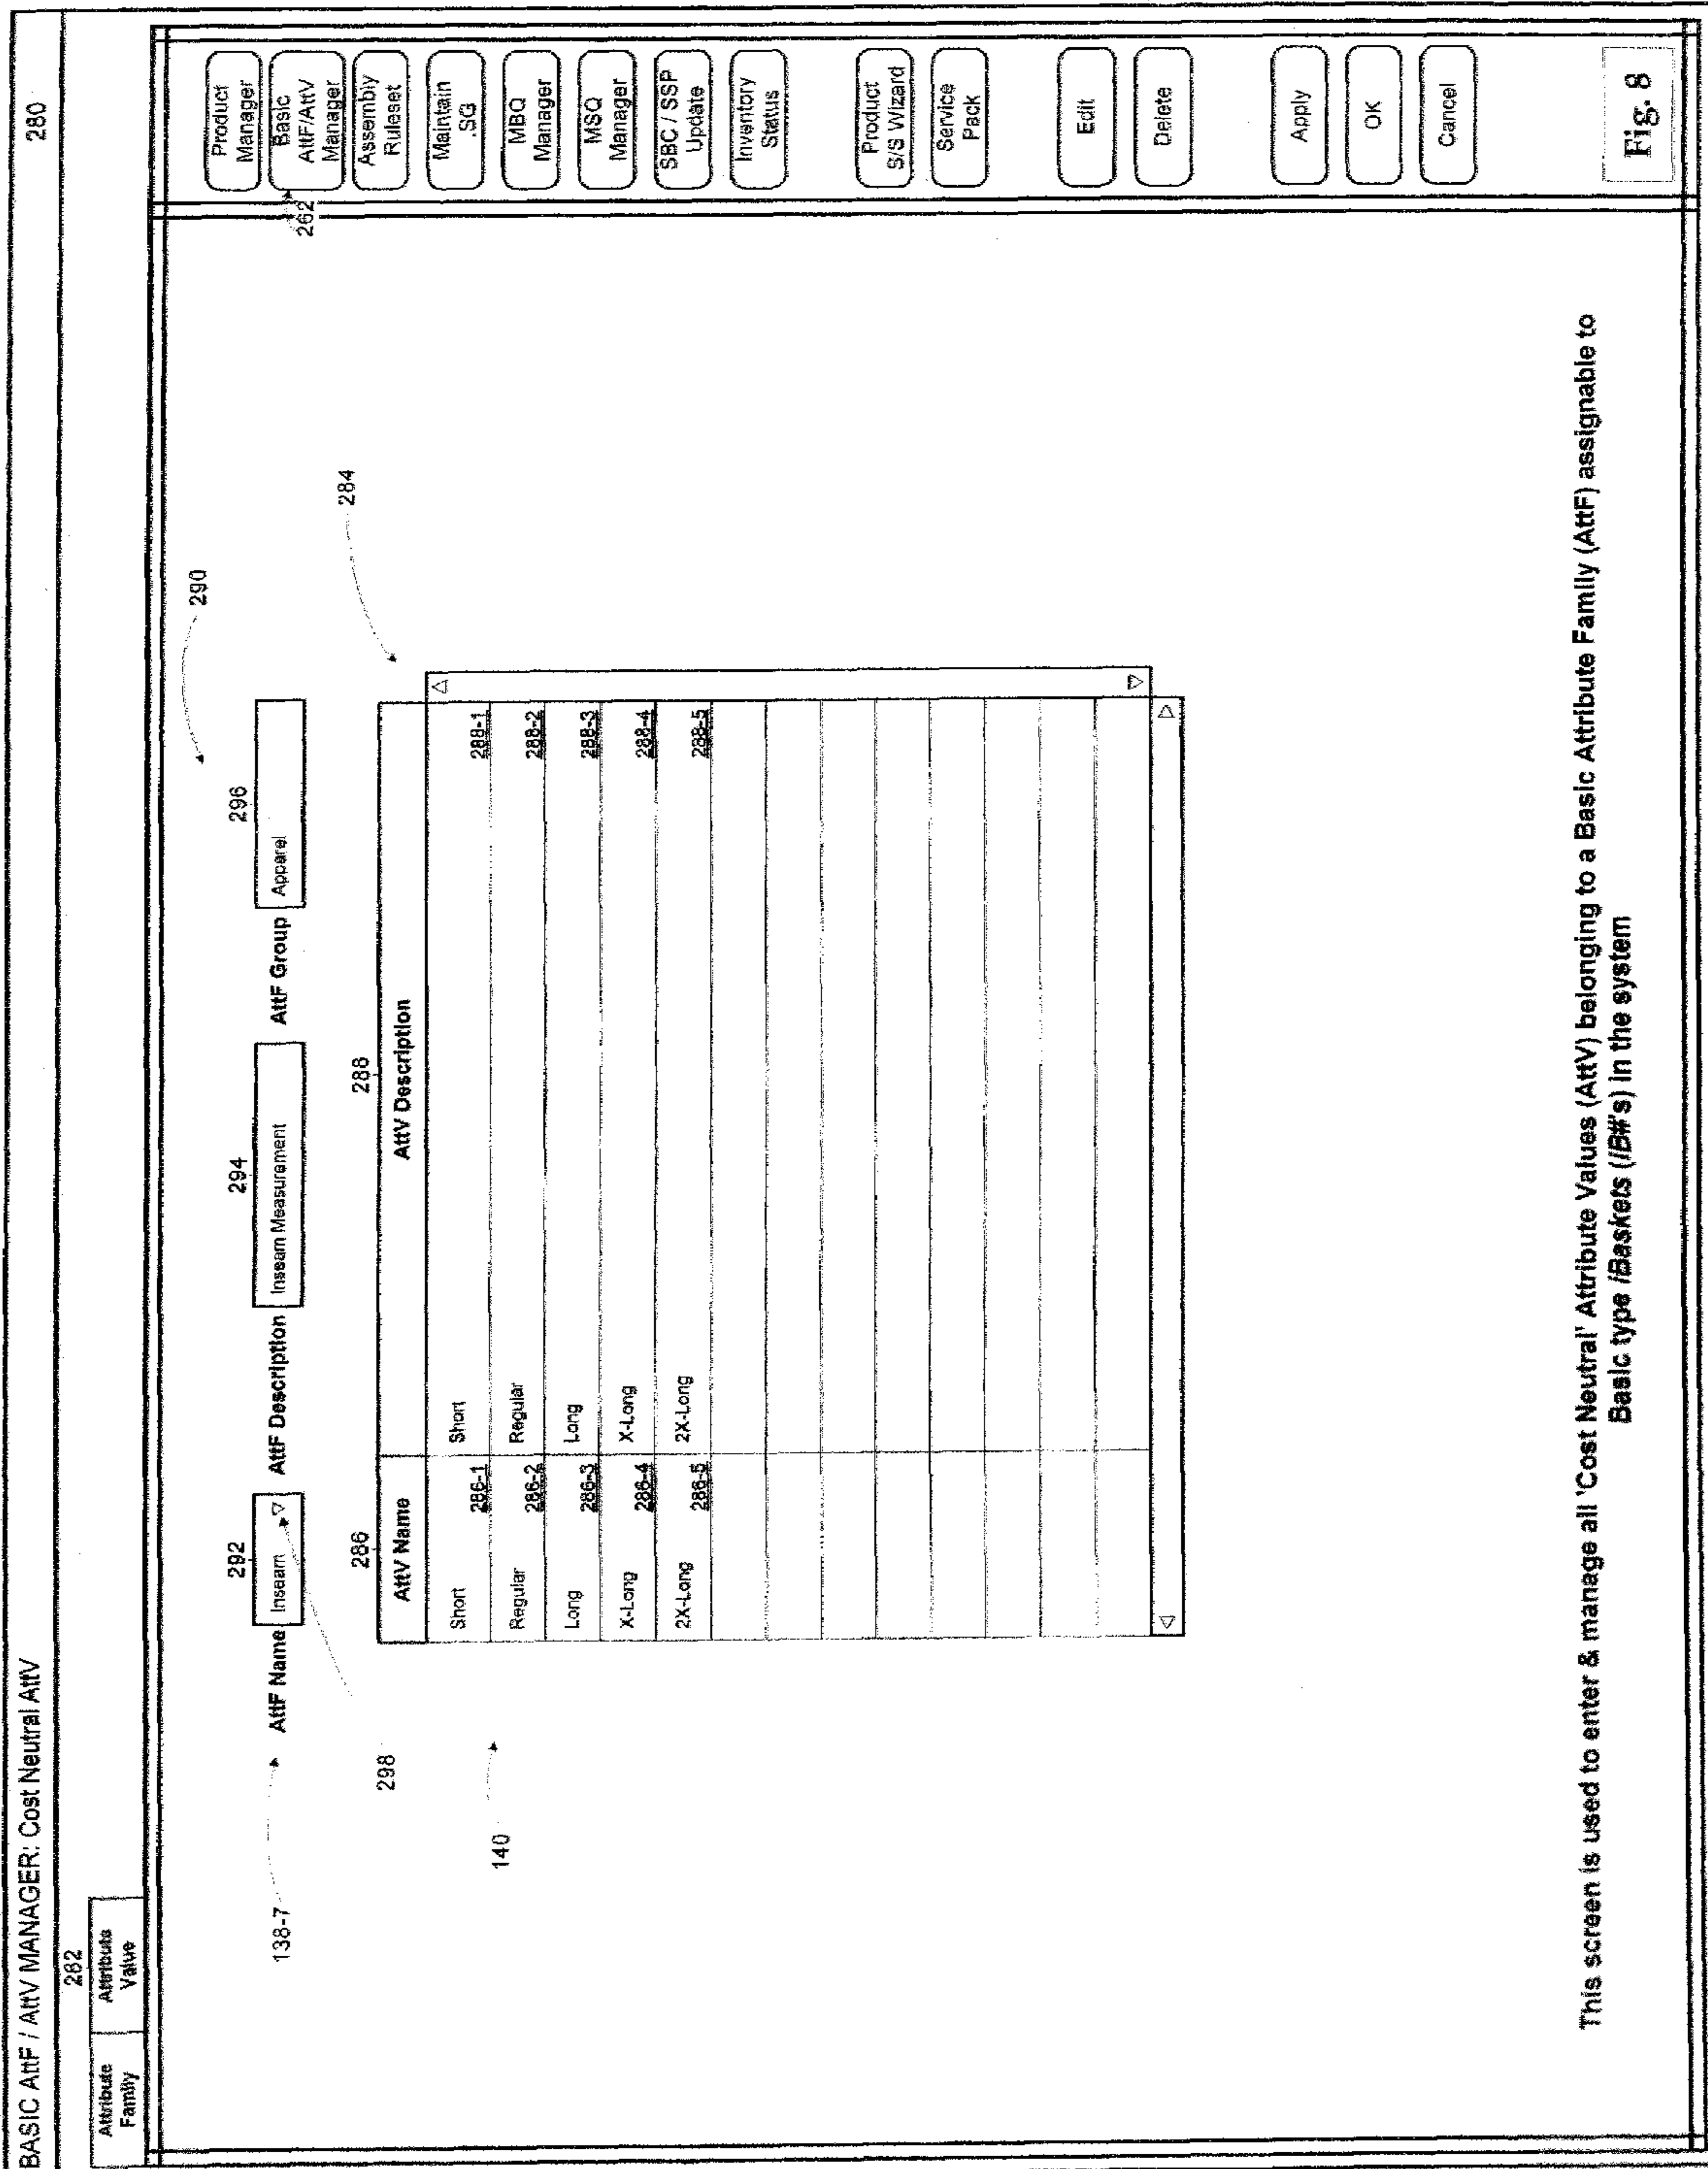 BASIC AttF / AttV MANAGER: Cost Neutral AttV
280
282
Attribute
Family
Attribute
Value
290
292
294
296
138-7
AttF Name Inseam AttF Description Inseam Measurement AttF Group Apparel
298
284
286
288
AttV Name AttV Description
Short 286-1 Short 288-1
Regular 286-2 Regular 288-2
Long 286-3 Long 288-3
X-Long 286-4 X-Long 288-4
2X-Long 286-5 2X-Long 288-5
140
Product
Manager
Basic
AttF/AttV
Manager
262
Assembly
Ruleset
Maintain
.SG
MBQ
Manager
MSQ
Manager
SBC / SSP
Update
Inventory
Status
Product
S/S Wizard
Service
Pack
Edit
Delete
Apply
OK
Cancel
This screen is used to enter & manage all 'Cost Neutral' Attribute Values (AttV) belonging to a Basic Attribute Family (AttF) assignable to
Basic type iBaskets (iB#'s) in the system
Fig. 8